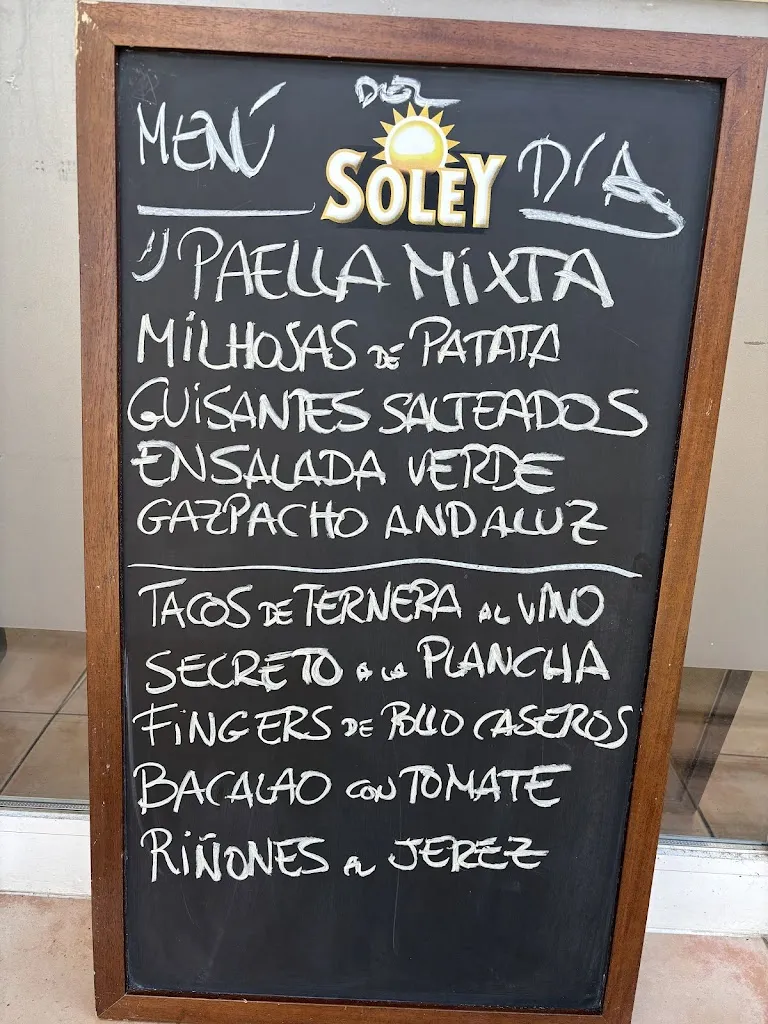 MENÚ DEL DÍA
SOLEY
1) PAELLA MIXTA
MILHOJAS DE PATATA
GUISANTES SALTEADOS
ENSALADA VERDE
GAZPACHO ANDALUZ
TACOS DE TERNERA AL VINO
SECRETO A LA PLANCHA
FINGERS DE POLLO CASEROS
BACALAO CON TOMATE
RIÑONES AL JEREZ